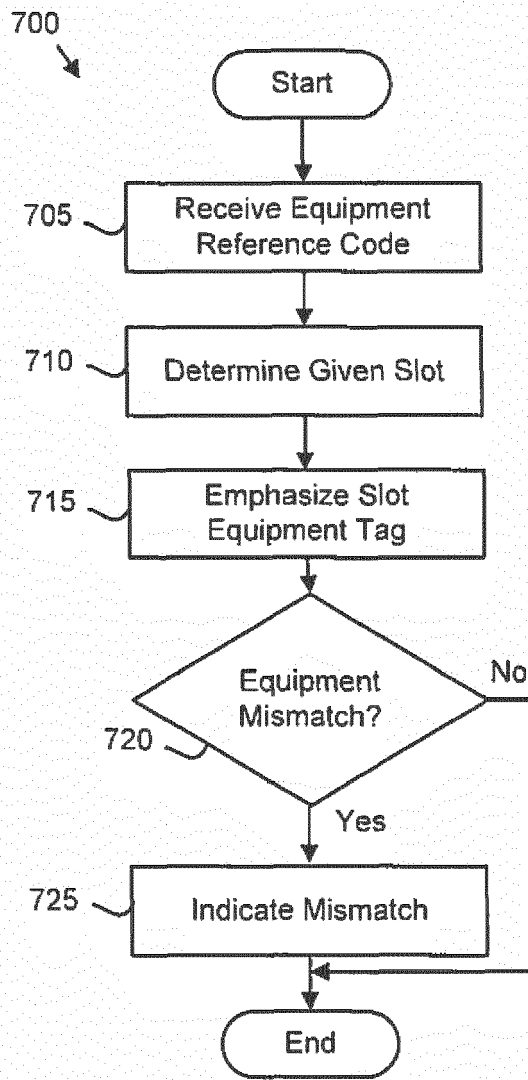 700
Start
705
Receive Equipment
Reference Code
710
Determine Given Slot
715
Emphasize Slot
Equipment Tag
Equipment
Mismatch?
No
720
Yes
725
Indicate Mismatch
End